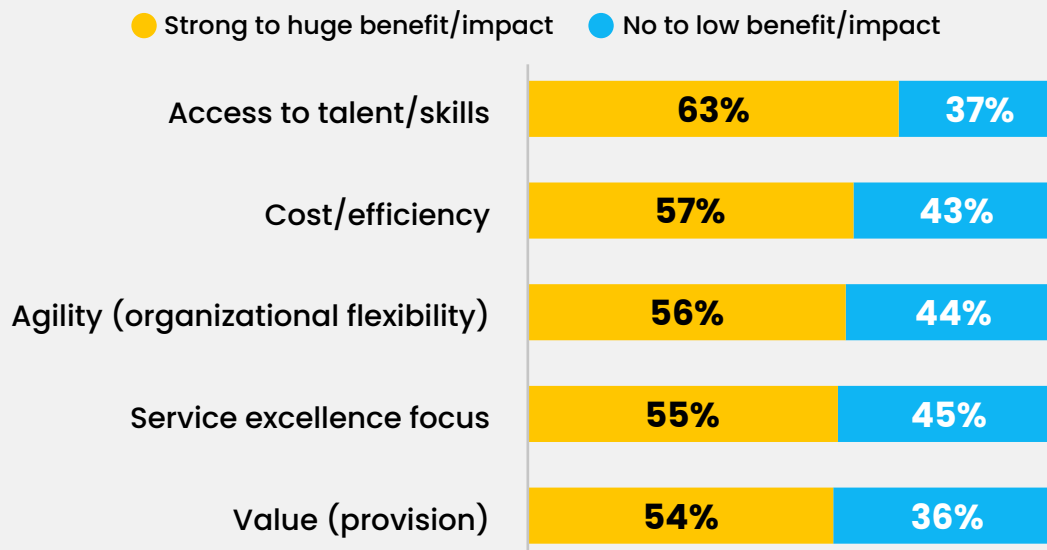 Strong to huge benefit/impact No to low benefit/impact
Access to talent/skills 63% 37%
Cost/efficiency 57% 43%
Agility (organizational flexibility) 56% 44%
Service excellence focus 55% 45%
Value (provision) 54% 36%